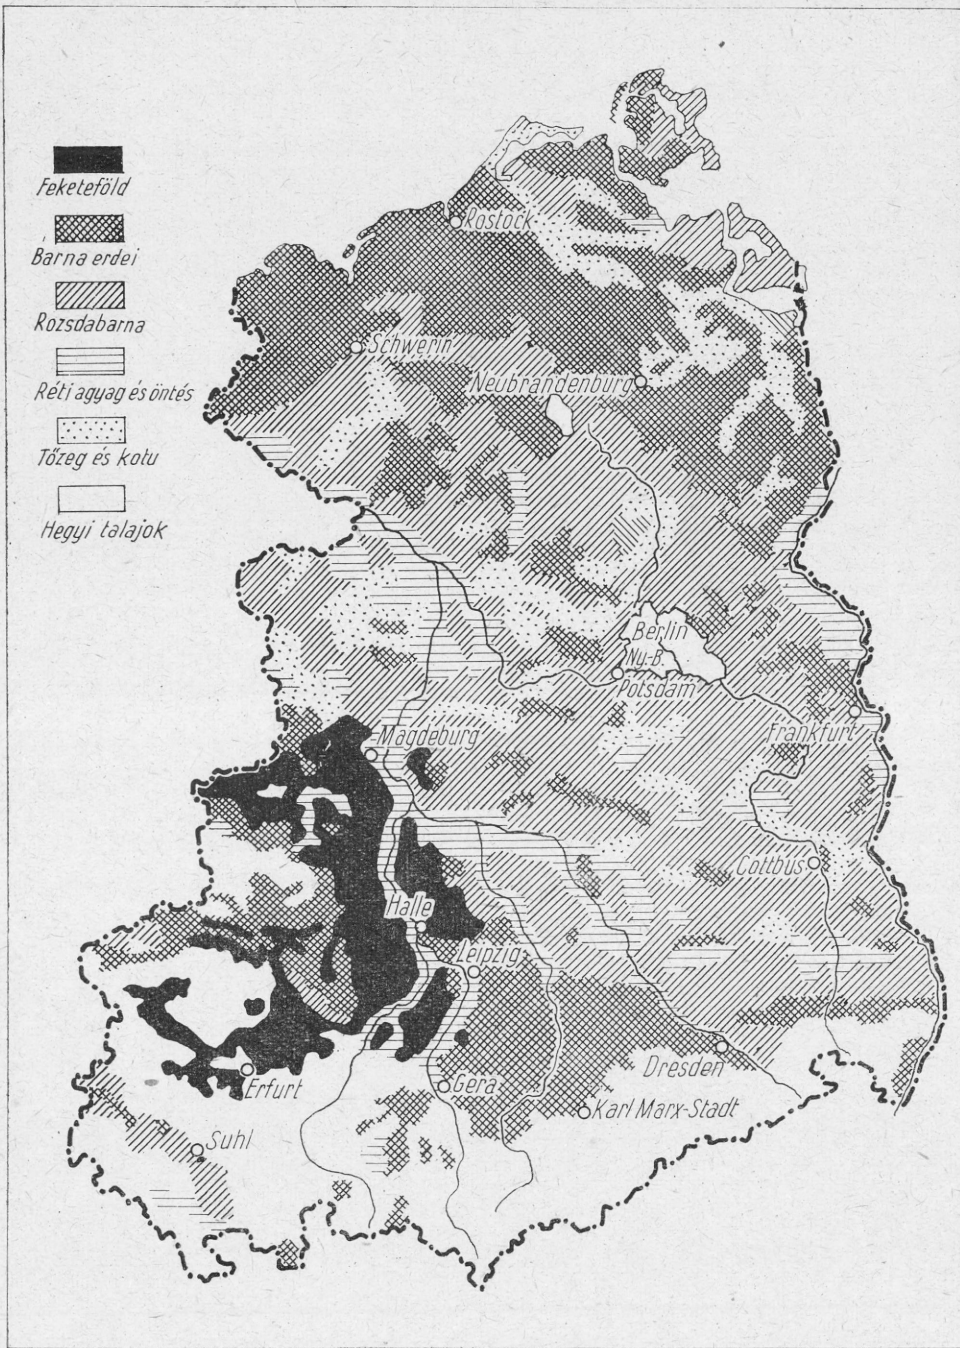 Feketeföld
Barna erdei
Rozsdabarna
Réti agyag és öntés
Tőzeg és kotu
Hegyi talajok
Rostock
Schwerin
Neubrandenburg
Berlin
Ny.-B.
Potsdam
Frankfurt
Magdeburg
Cottbus
Halle
Leipzig
Dresden
Erfurt
Gera
Karl Marx-Stadt
Suhl